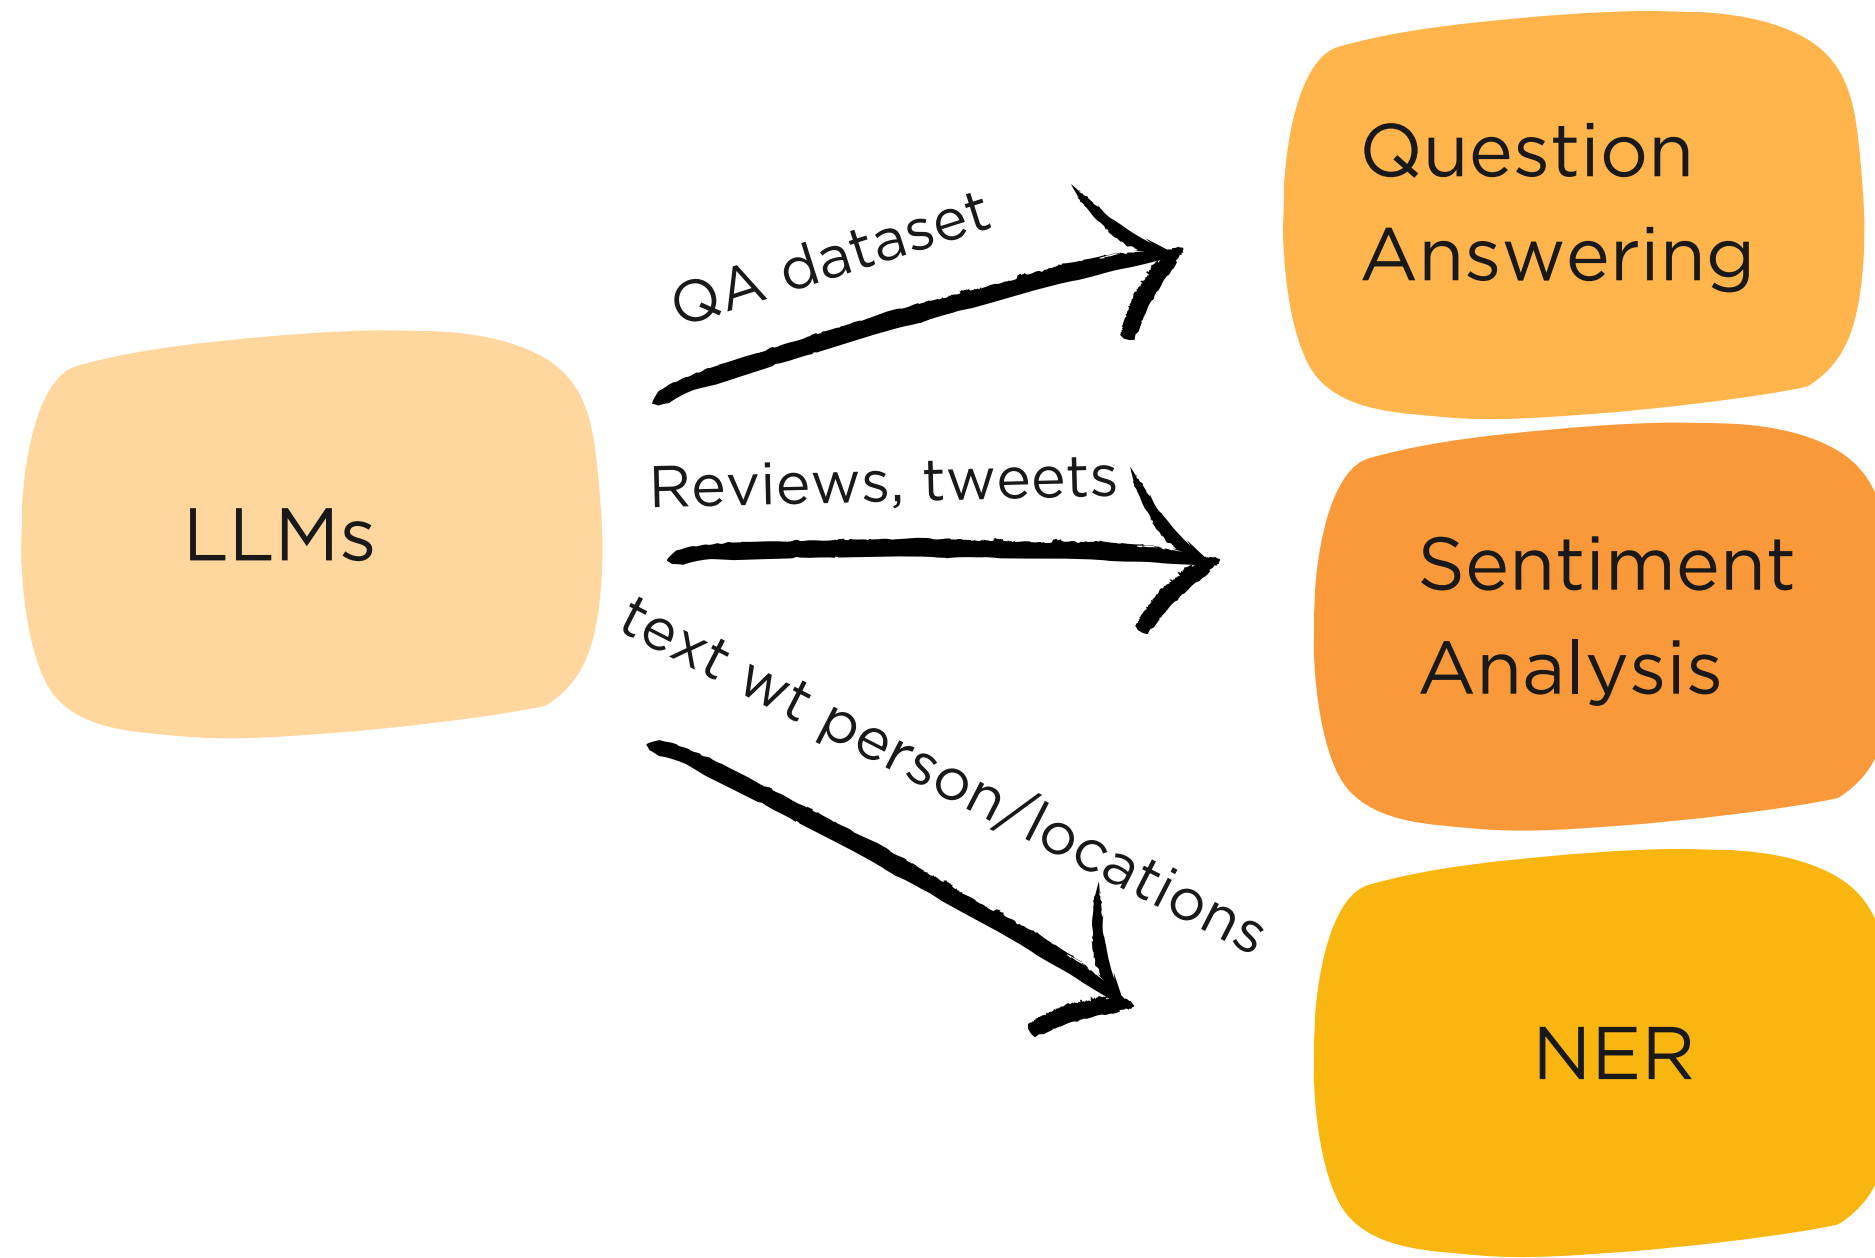 LLMs
QA dataset
Reviews, tweets
text wt person/locations
Question
Answering
Sentiment
Analysis
NER